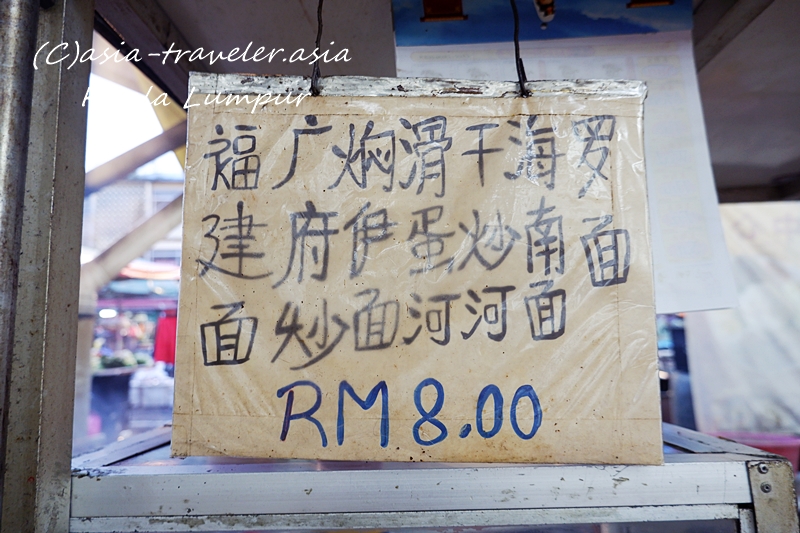 (C)asia-traveler.asia
Kuala Lumpur
福建面
广府炒
焖伊面
滑蛋河
干炒河
海南面
罗面
RM 8.00